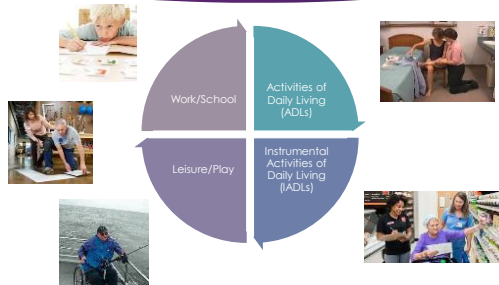 Work/School
Activities of
Daily Living
(ADLs)
Leisure/Play
Instrumental
Activities of
Daily Living
(IADLs)